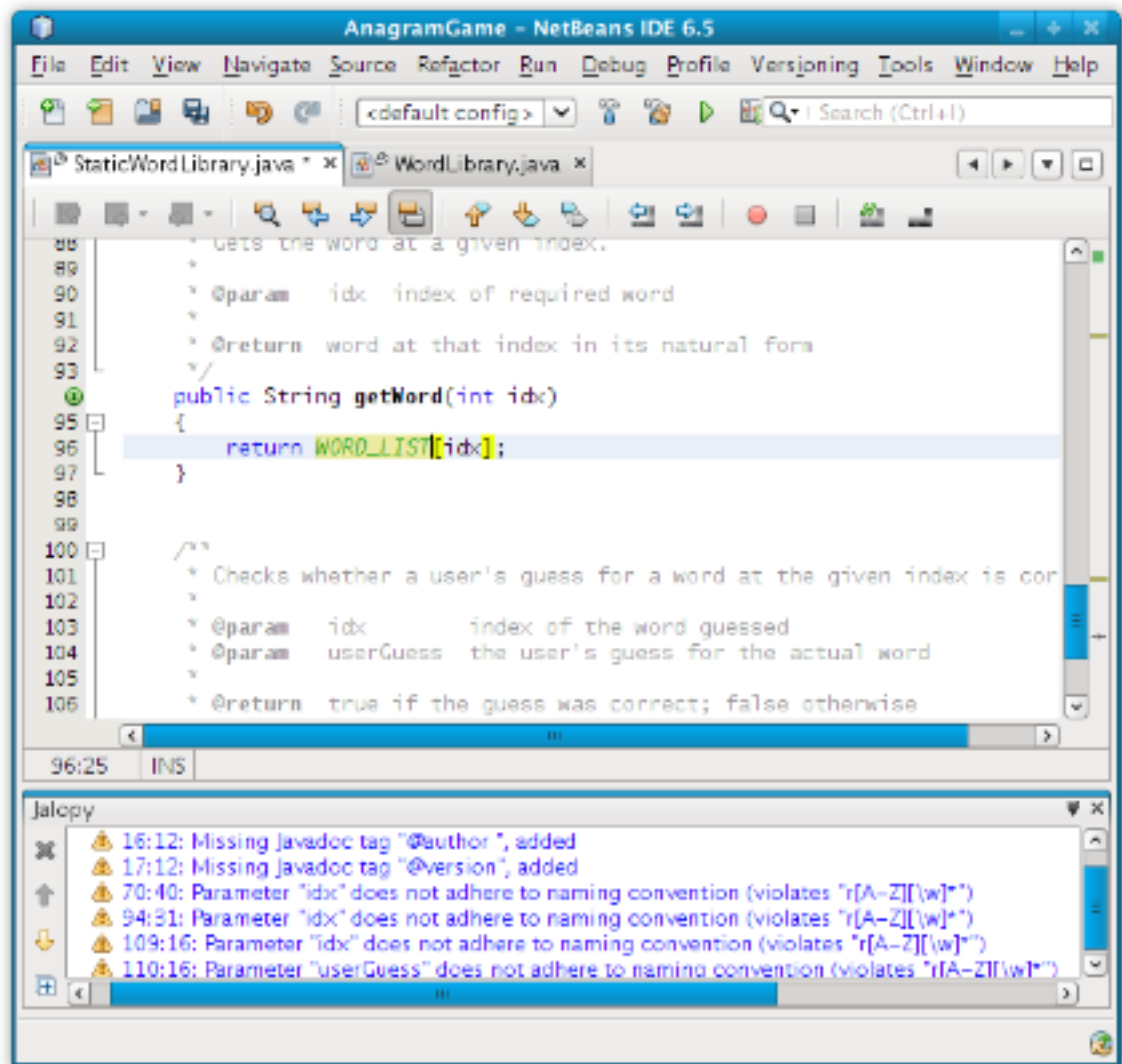 AnagramGame - NetBeans IDE 6.5
File Edit View Navigate Source Refactor Run Debug Profile Versioning Tools Window Help
<default config> Search (Ctrl+I)
StaticWordLibrary.java * WordLibrary.java
88 * Gets the word at a given index.
89 *
90 * @param idx index of required word
91 *
92 * @return word at that index in its natural form
93 */
public String getWord(int idx)
95 {
96 return WORD_LIST[idx];
97 }
98
99
100 /**
101 * Checks whether a user's guess for a word at the given index is cor
102 *
103 * @param idx index of the word guessed
104 * @param userGuess the user's guess for the actual word
105 *
106 * @return true if the guess was correct; false otherwise
96:25 INS
Jalopy
16:12: Missing Javadoc tag "@author ", added
17:12: Missing Javadoc tag "@version", added
70:40: Parameter "idx" does not adhere to naming convention (violates "r[A-Z][\w]*")
94:31: Parameter "idx" does not adhere to naming convention (violates "r[A-Z][\w]*")
109:16: Parameter "idx" does not adhere to naming convention (violates "r[A-Z][\w]*")
110:16: Parameter "userGuess" does not adhere to naming convention (violates "r[A-Z][\w]*")